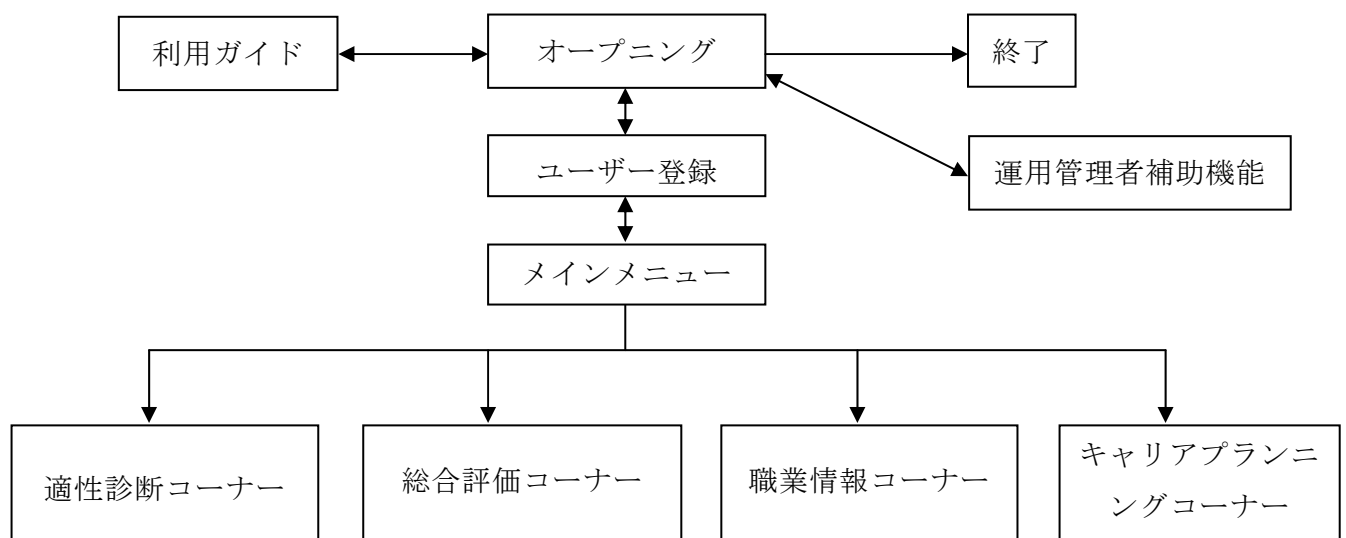 利用ガイド
オープニング
終了
ユーザー登録
運用管理者補助機能
メインメニュー
適性診断コーナー
総合評価コーナー
職業情報コーナー
キャリアプランニ
ングコーナー